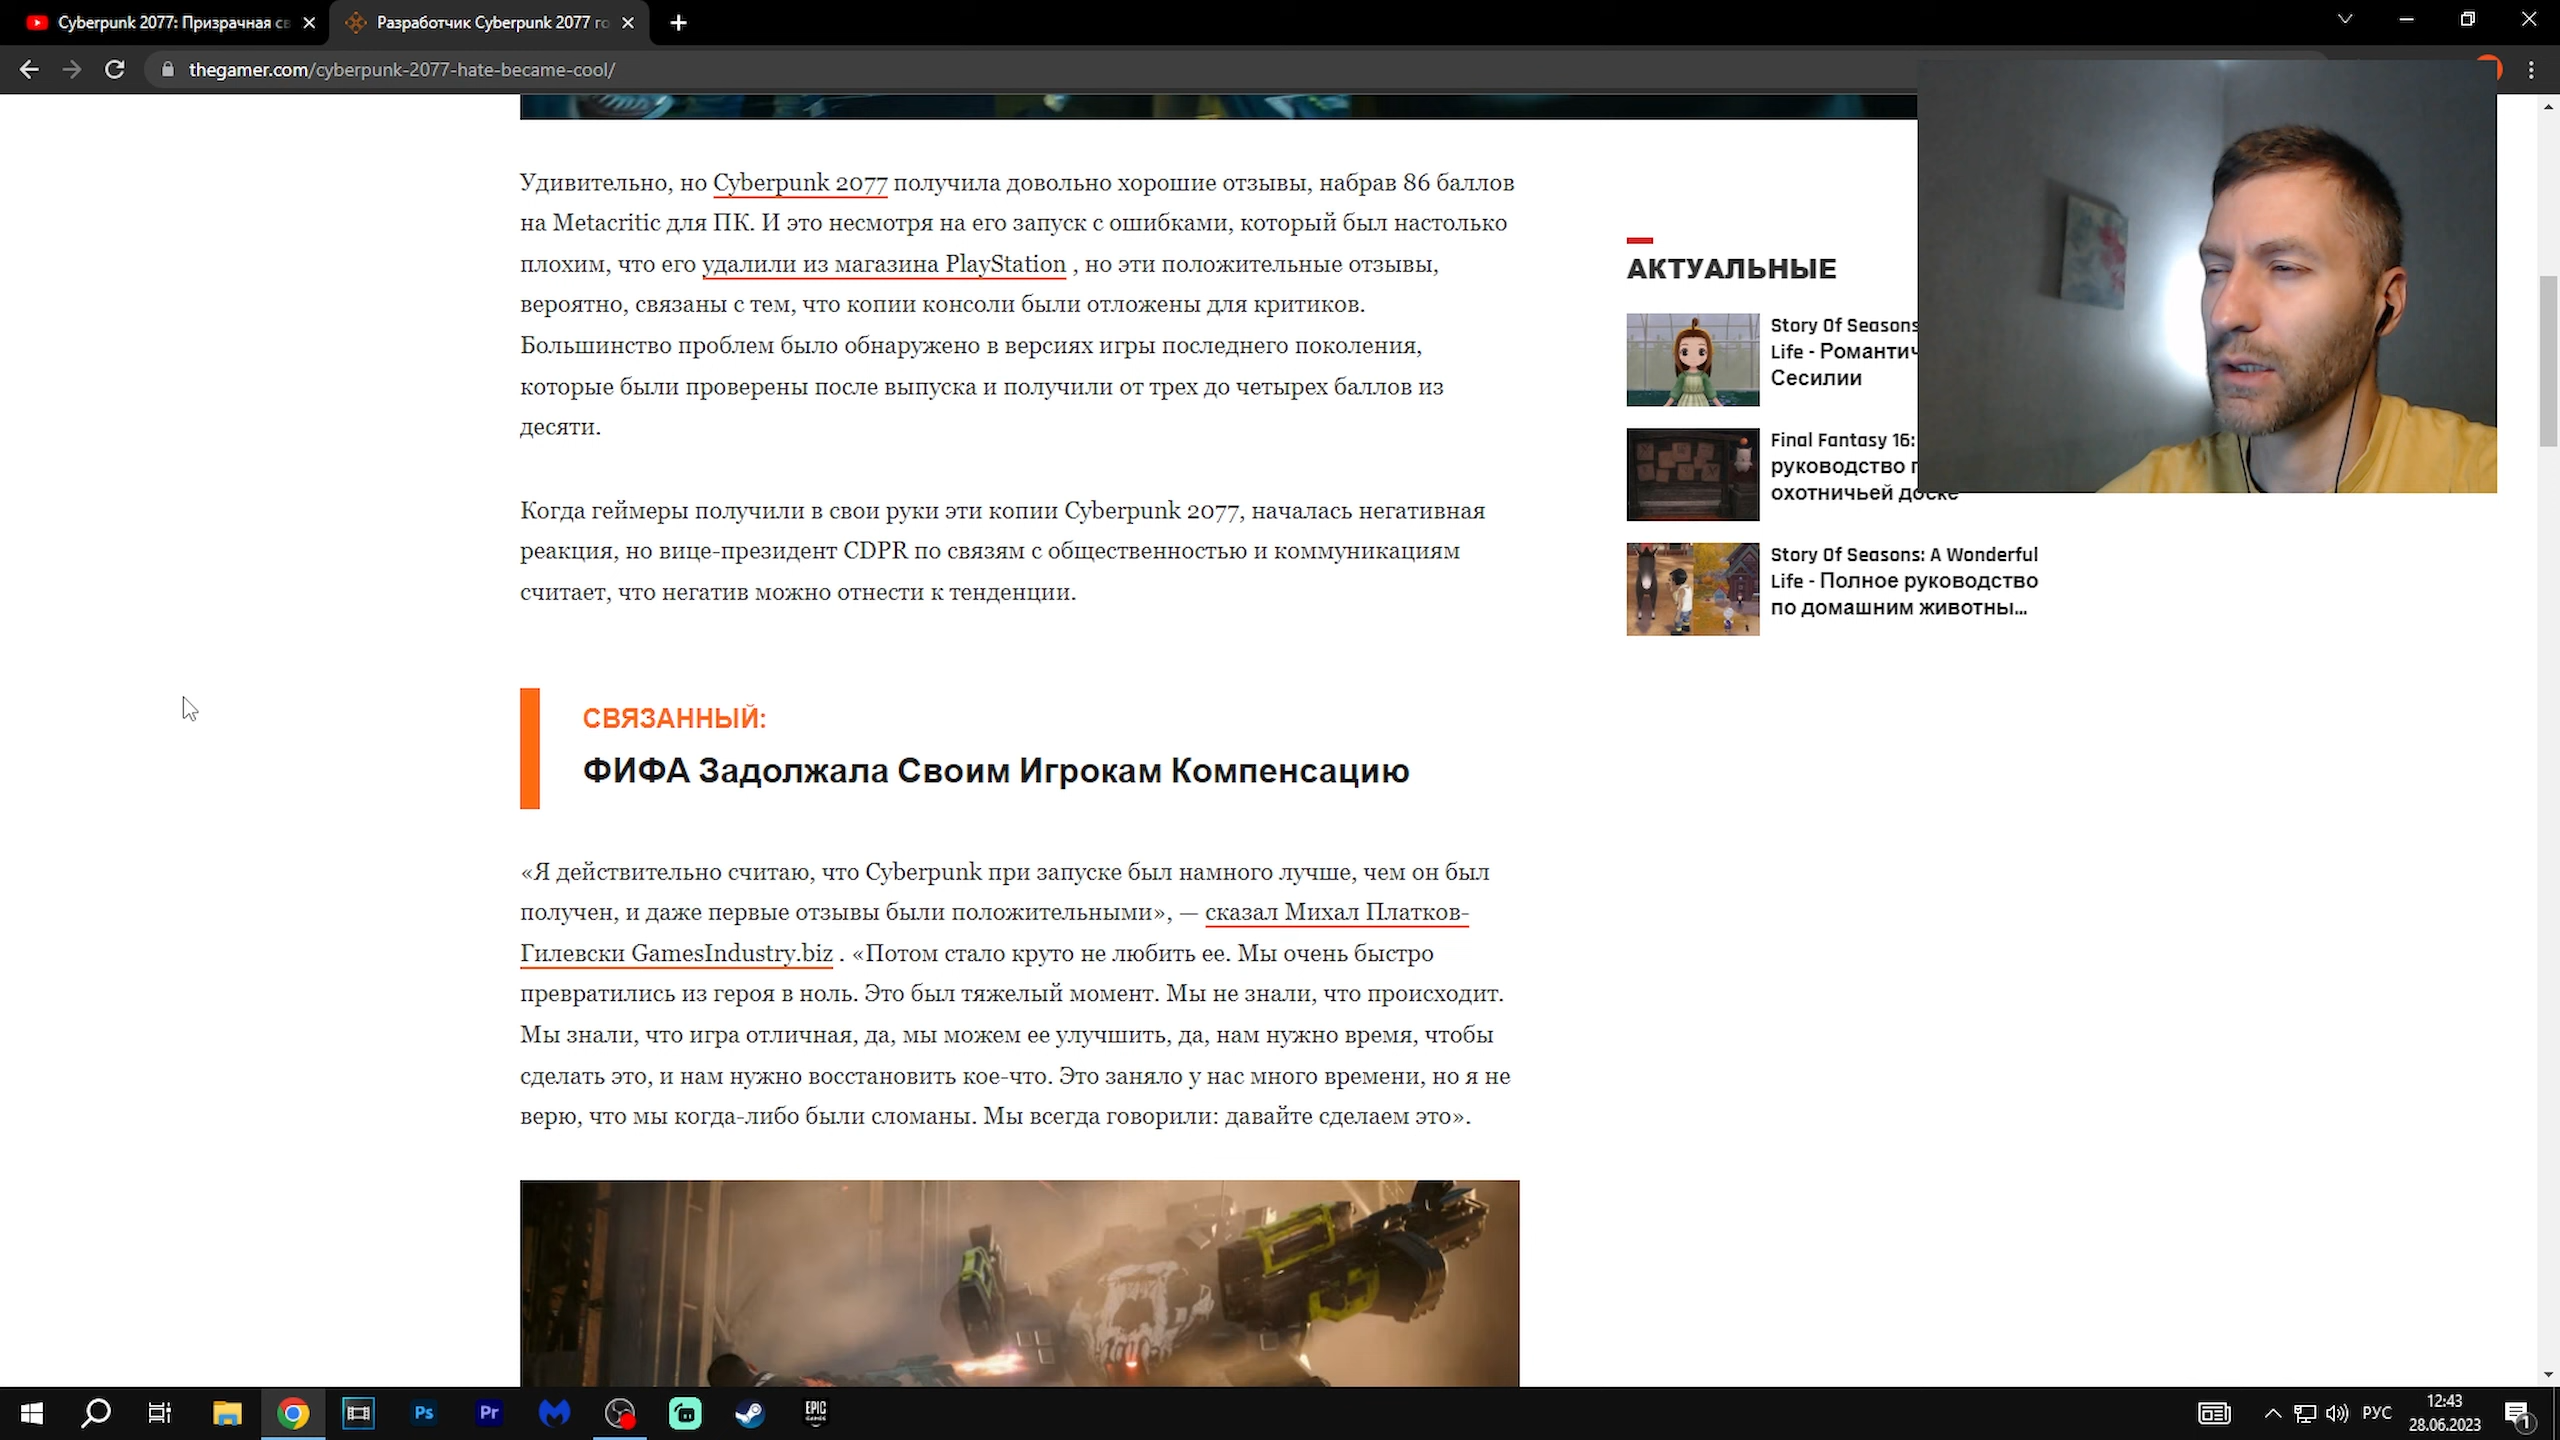 Cyberpunk 2077: Призрачная св
Разработчик Cyberpunk 2077 го
thegamer.com/cyberpunk-2077-hate-became-cool/
Удивительно, но Cyberpunk 2077 получила довольно хорошие отзывы, набрав 86 баллов
на Metacritic для ПК. И это несмотря на его запуск с ошибками, который был настолько
плохим, что его удалили из магазина PlayStation , но эти положительные отзывы,
вероятно, связаны с тем, что копии консоли были отложены для критиков.
Большинство проблем было обнаружено в версиях игры последнего поколения,
которые были проверены после выпуска и получили от трех до четырех баллов из
десяти.
Когда геймеры получили в свои руки эти копии Cyberpunk 2077, началась негативная
реакция, но вице-президент CDPR по связям с общественностью и коммуникациям
считает, что негатив можно отнести к тенденции.
СВЯЗАННЫЙ:
ФИФА Задолжала Своим Игрокам Компенсацию
«Я действительно считаю, что Cyberpunk при запуске был намного лучше, чем он был
получен, и даже первые отзывы были положительными», — сказал Михал Платков-
Гилевски GamesIndustry.biz . «Потом стало круто не любить ее. Мы очень быстро
превратились из героя в ноль. Это был тяжелый момент. Мы не знали, что происходит.
Мы знали, что игра отличная, да, мы можем ее улучшить, да, нам нужно время, чтобы
сделать это, и нам нужно восстановить кое-что. Это заняло у нас много времени, но я не
верю, что мы когда-либо были сломаны. Мы всегда говорили: давайте сделаем это».
АКТУАЛЬНЫЕ
Story Of Seasons
Life - Романтич
Сесилии
Final Fantasy 16:
руководство п
охотничьей доске
Story Of Seasons: A Wonderful
Life - Полное руководство
по домашним животны...
Ps
Pr
EPIC
GAMES
РУС
12:43
28.06.2023
1